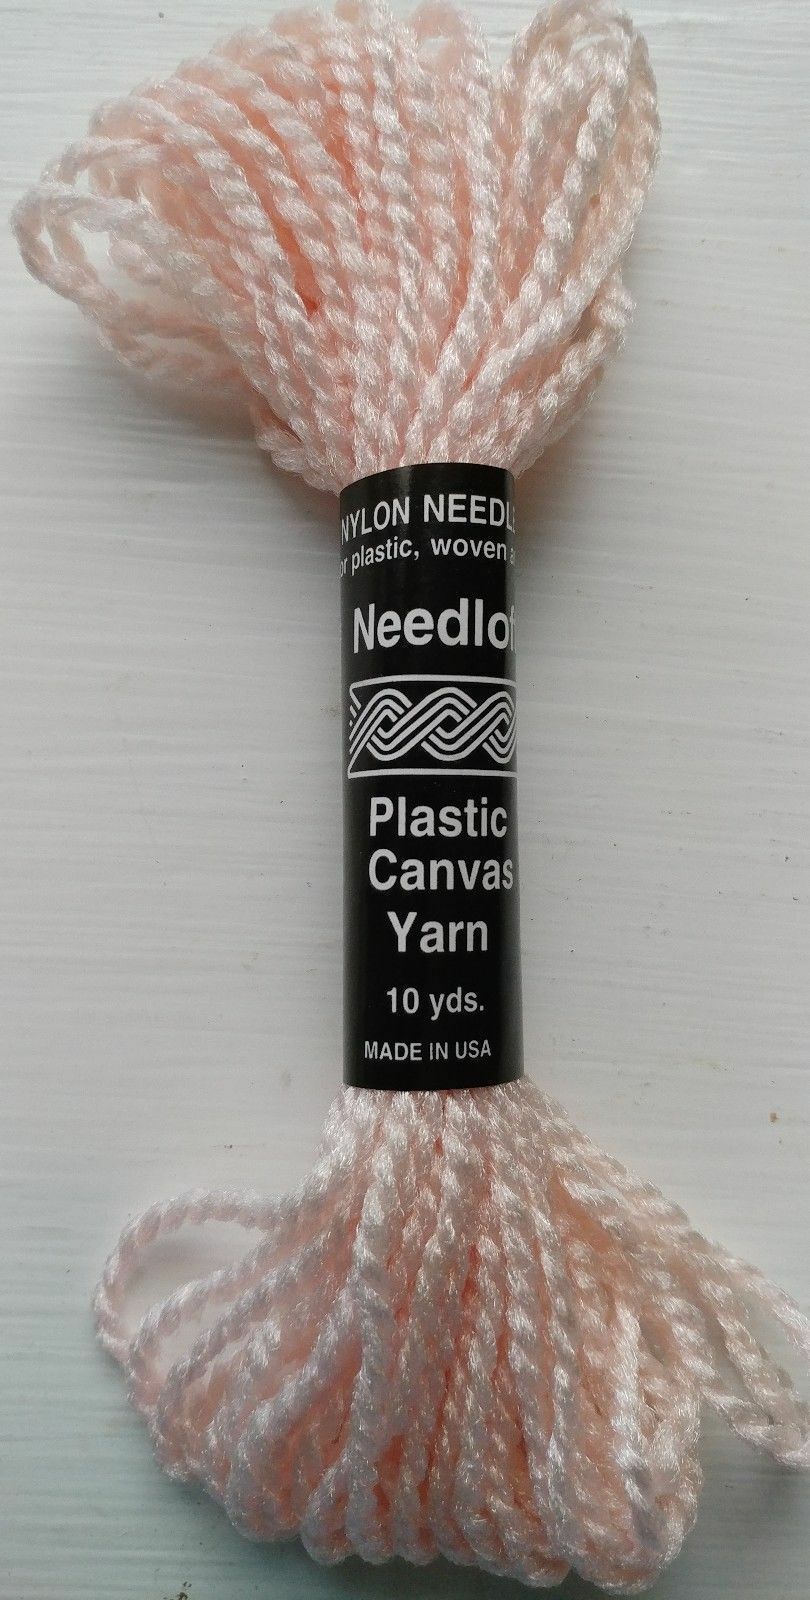 NYLON NEEDL
or plastic, woven a
Needlof
Plastic
Canvas
Yarn
10 yds.
MADE IN USA